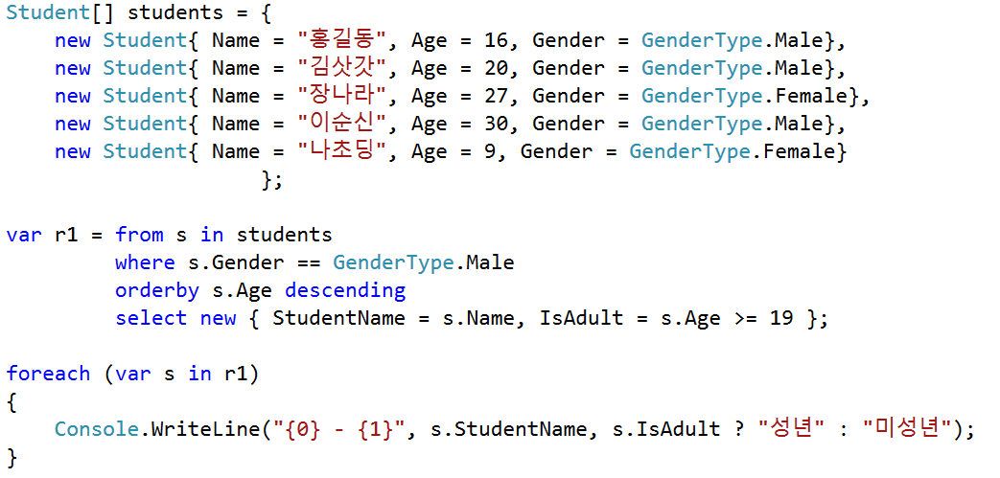 Student[] students = {
    new Student{ Name = "홍길동", Age = 16, Gender = GenderType.Male},
    new Student{ Name = "김삿갓", Age = 20, Gender = GenderType.Male},
    new Student{ Name = "장나라", Age = 27, Gender = GenderType.Female},
    new Student{ Name = "이순신", Age = 30, Gender = GenderType.Male},
    new Student{ Name = "나초딩", Age = 9, Gender = GenderType.Female}
                     };
var r1 = from s in students
         where s.Gender == GenderType.Male
         orderby s.Age descending
         select new { StudentName = s.Name, IsAdult = s.Age >= 19 };
foreach (var s in r1)
{
    Console.WriteLine("{0} - {1}", s.StudentName, s.IsAdult ? "성년" : "미성년");
}